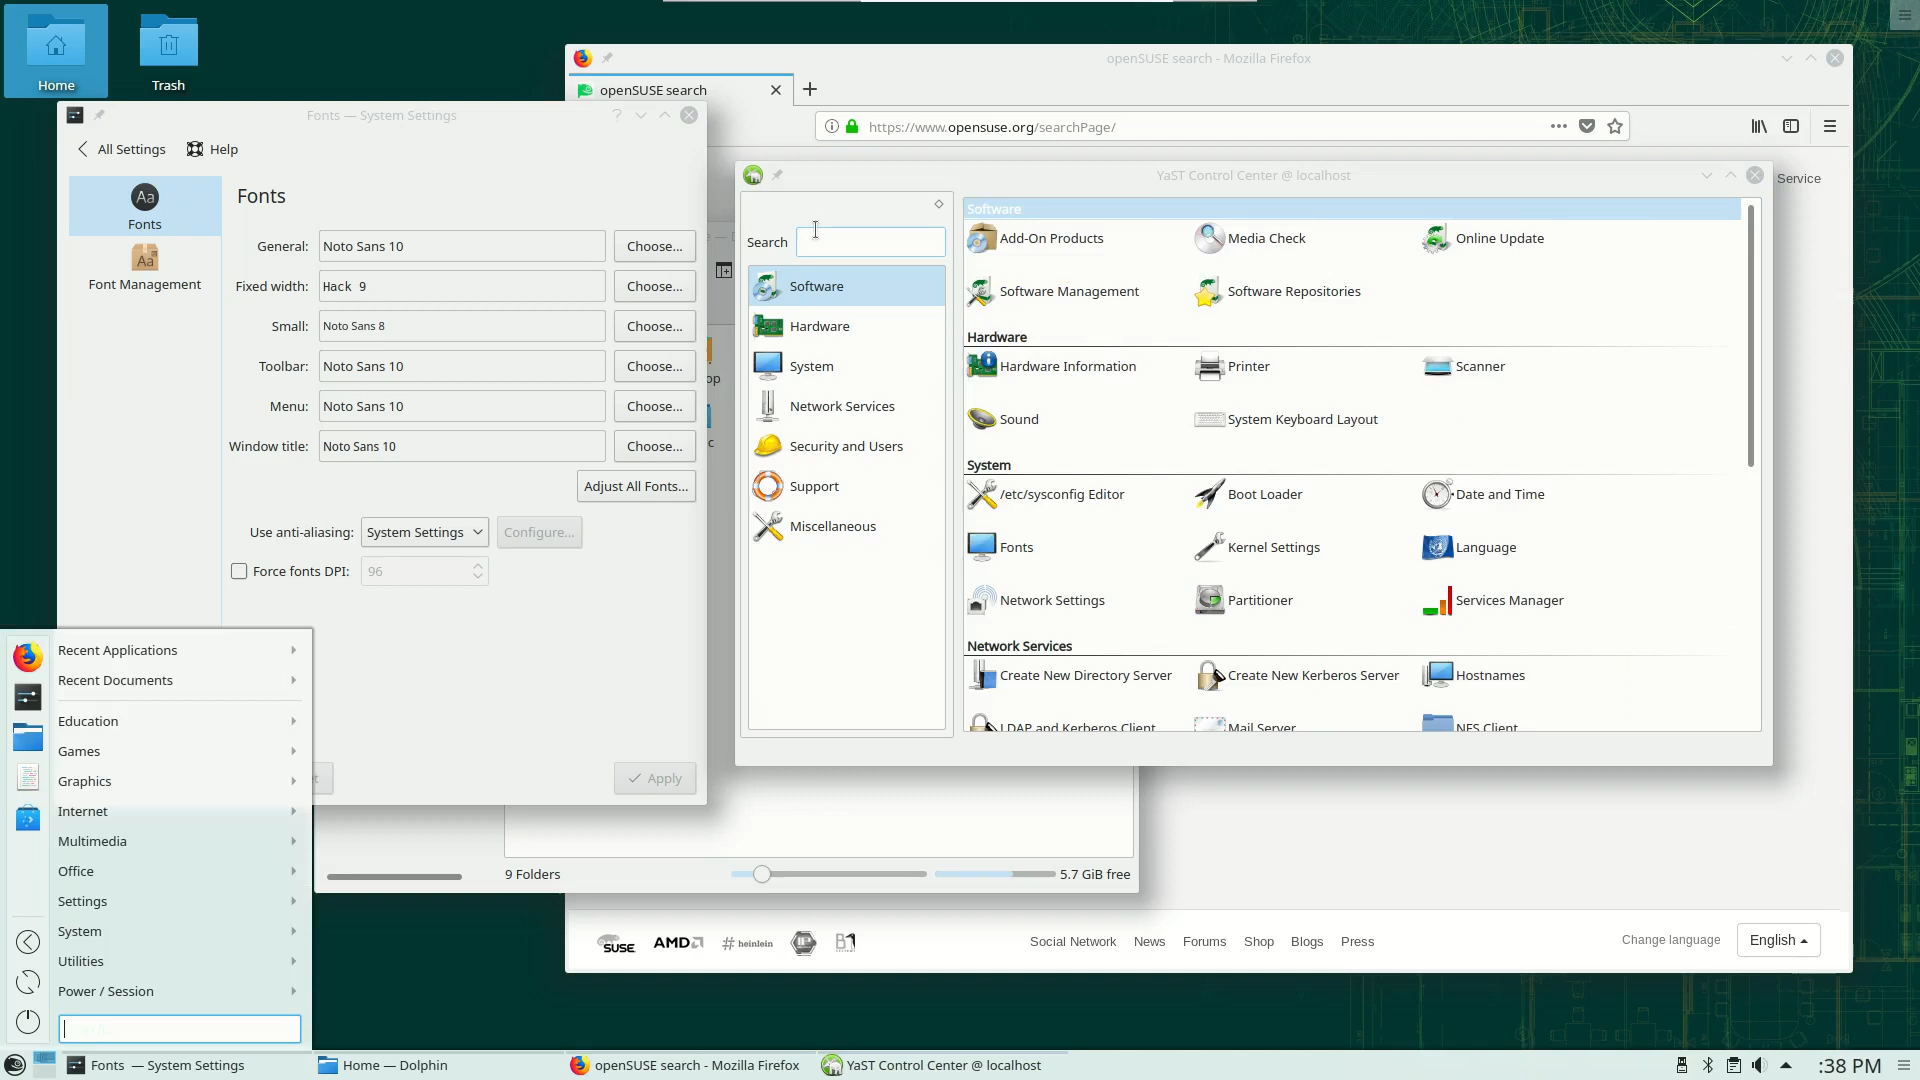 Home
Trash
openSUSE search - Mozilla Firefox
openSUSE search
https://www.opensuse.org/searchPage/
Service
Fonts — System Settings
All Settings
Help
Fonts
Font Management
Fonts
General: Noto Sans 10 Choose...
Fixed width: Hack 9 Choose...
Small: Noto Sans 8 Choose...
Toolbar: Noto Sans 10 Choose...
Menu: Noto Sans 10 Choose...
Window title: Noto Sans 10 Choose...
Adjust All Fonts...
Use anti-aliasing: System Settings Configure...
Force fonts DPI: 96
Apply
YaST Control Center @ localhost
Search
Software
Hardware
System
Network Services
Security and Users
Support
Miscellaneous
Software
Add-On Products Media Check Online Update
Software Management Software Repositories
Hardware
Hardware Information Printer Scanner
Sound System Keyboard Layout
System
/etc/sysconfig Editor Boot Loader Date and Time
Fonts Kernel Settings Language
Network Settings Partitioner Services Manager
Network Services
Create New Directory Server Create New Kerberos Server Hostnames
LDAP and Kerberos Client Mail Server NFS Client
9 Folders
5.7 GiB free
SUSE AMD # heinlein B1
Social Network News Forums Shop Blogs Press
Change language English
Recent Applications
Recent Documents
Education
Games
Graphics
Internet
Multimedia
Office
Settings
System
Utilities
Power / Session
Fonts — System Settings
Home — Dolphin
openSUSE search - Mozilla Firefox
YaST Control Center @ localhost
:38 PM